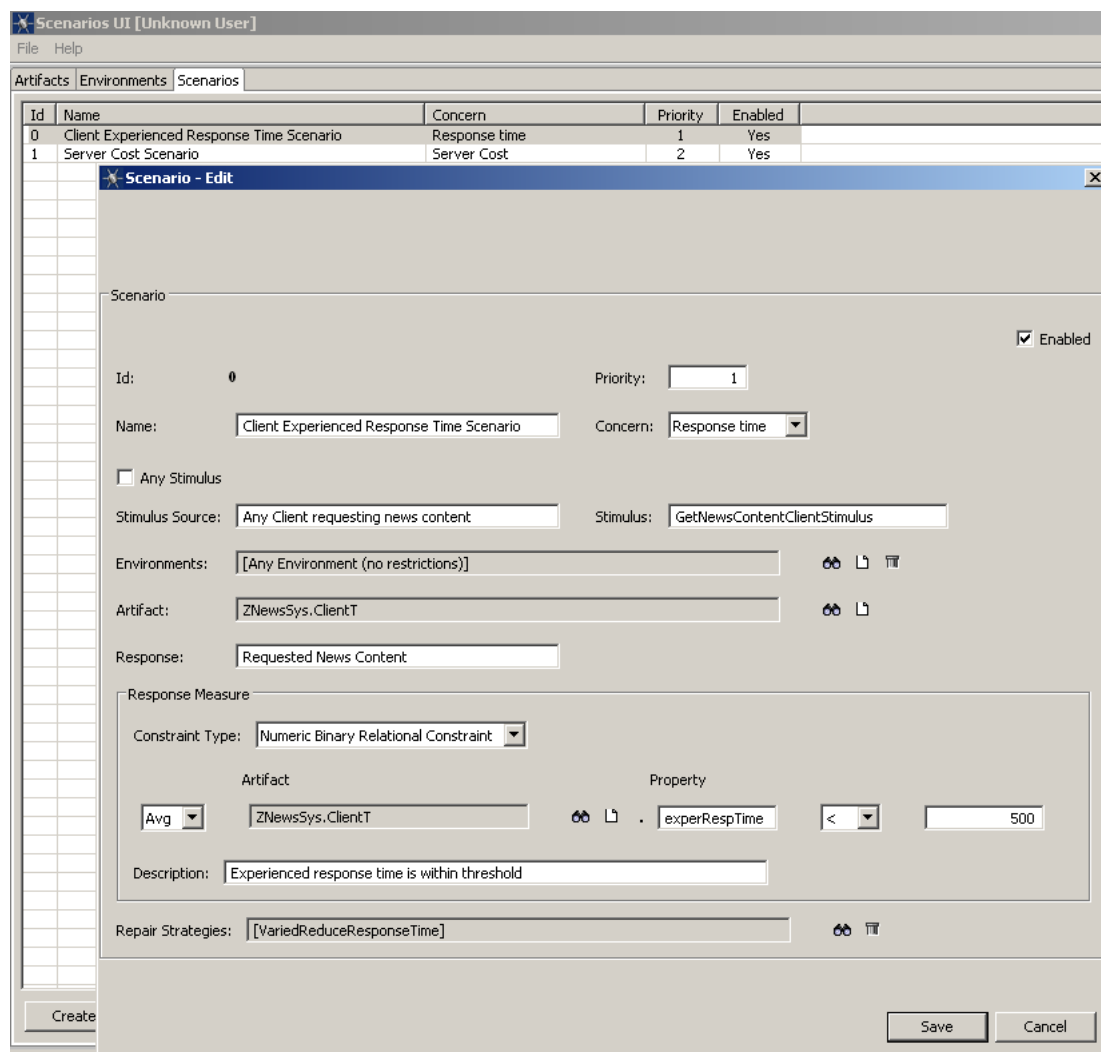 Scenarios UI [Unknown User]
File Help
Artifacts Environments Scenarios
Id Name Concern Priority Enabled
0 Client Experienced Response Time Scenario Response time 1 Yes
1 Server Cost Scenario Server Cost 2 Yes
Scenario - Edit
Scenario
Enabled
Id: 0 Priority: 1
Name: Client Experienced Response Time Scenario Concern: Response time
Any Stimulus
Stimulus Source: Any Client requesting news content Stimulus: GetNewsContentClientStimulus
Environments: [Any Environment (no restrictions)]
Artifact: ZNewsSys.ClientT
Response: Requested News Content
Response Measure
Constraint Type: Numeric Binary Relational Constraint
Artifact Property
Avg ZNewsSys.ClientT . experRespTime < 500
Description: Experienced response time is within threshold
Repair Strategies: [VariedReduceResponseTime]
Create
Save Cancel